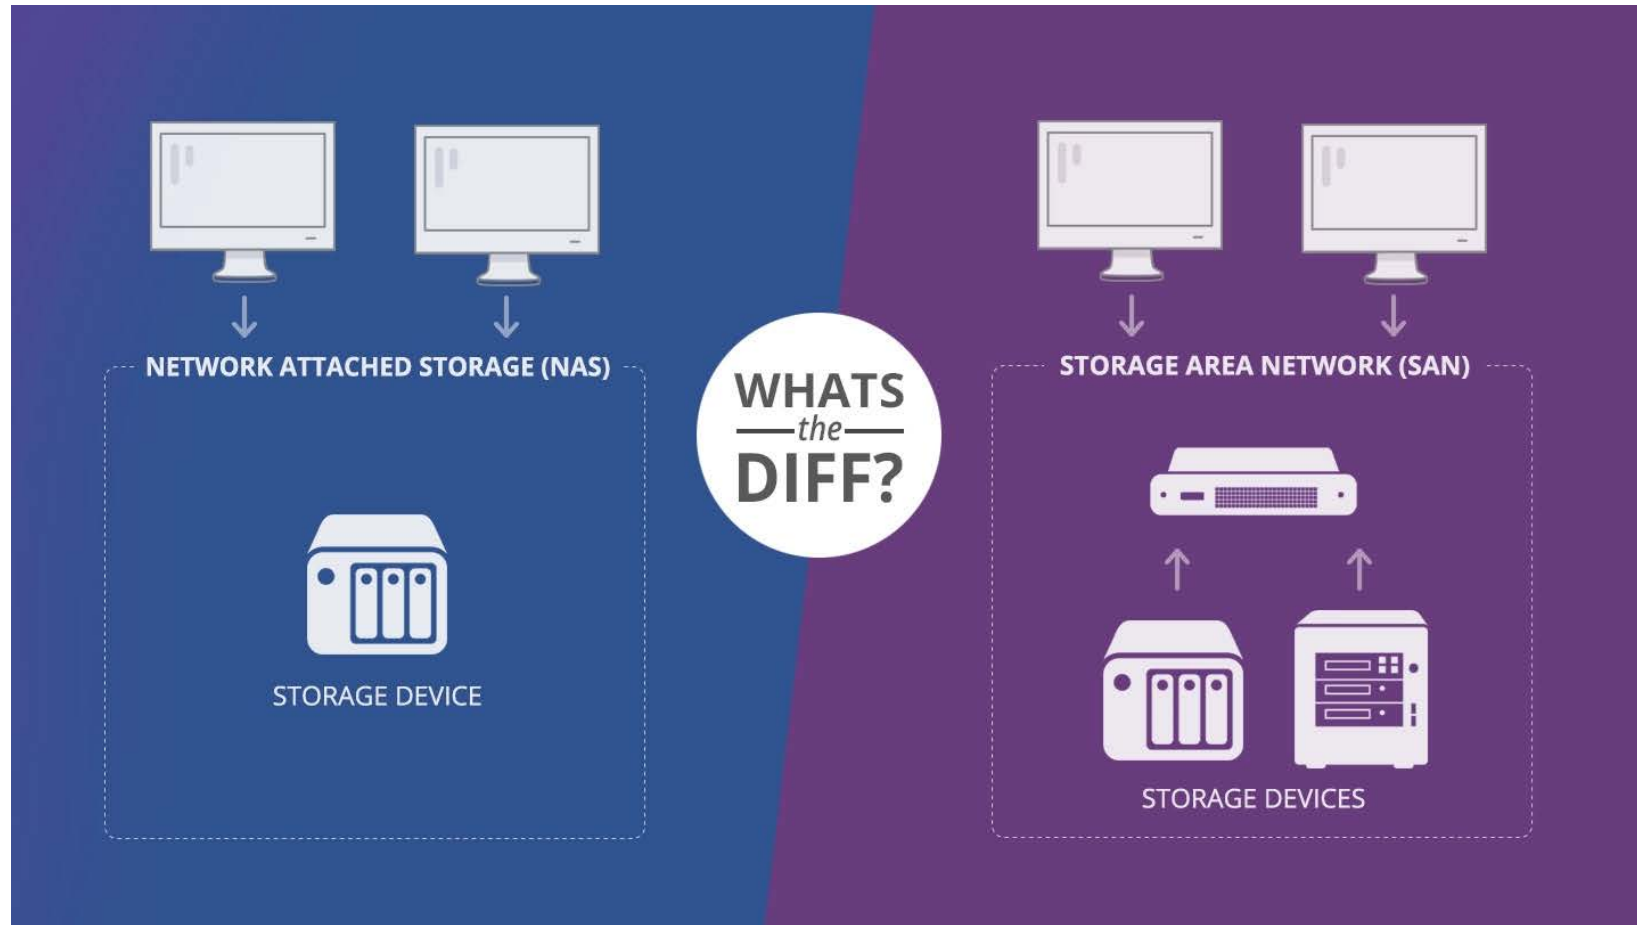 NETWORK ATTACHED STORAGE (NAS)
STORAGE DEVICE
WHATS
the
DIFF?
STORAGE AREA NETWORK (SAN)
STORAGE DEVICES